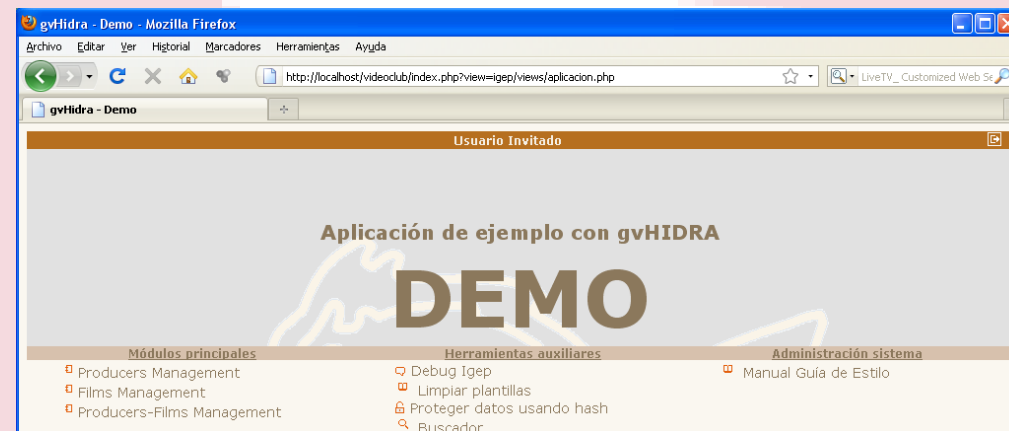 gvHidra - Demo - Mozilla Firefox
Archivo Editar Ver Historial Marcadores Herramientas Ayuda
http://localhost/videoclub/index.php?view=igep/views/aplicacion.php LiveTV_ Customized Web Se
gvHidra - Demo
Usuario Invitado
Aplicación de ejemplo con gvHIDRA
DEMO
Módulos principales Herramientas auxiliares Administración sistema
Producers Management Debug Igep Manual Guía de Estilo
Films Management Limpiar plantillas
Producers-Films Management Proteger datos usando hash
Buscador